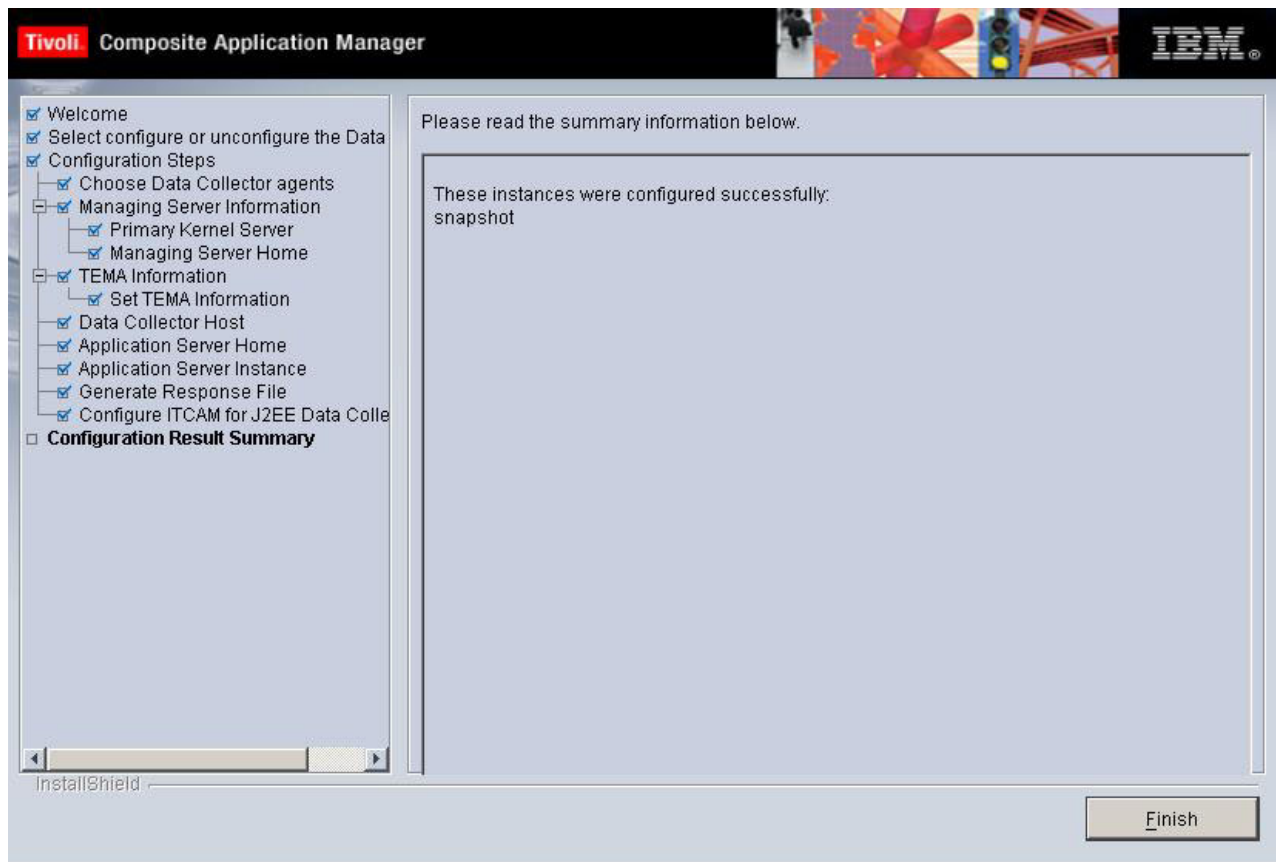 Tivoli. Composite Application Manager
IBM®
Welcome
Select configure or unconfigure the Data
Configuration Steps
Choose Data Collector agents
Managing Server Information
Primary Kernel Server
Managing Server Home
TEMA Information
Set TEMA Information
Data Collector Host
Application Server Home
Application Server Instance
Generate Response File
Configure ITCAM for J2EE Data Colle
Configuration Result Summary
Please read the summary information below.
These instances were configured successfully:
snapshot
InstallShield
Finish